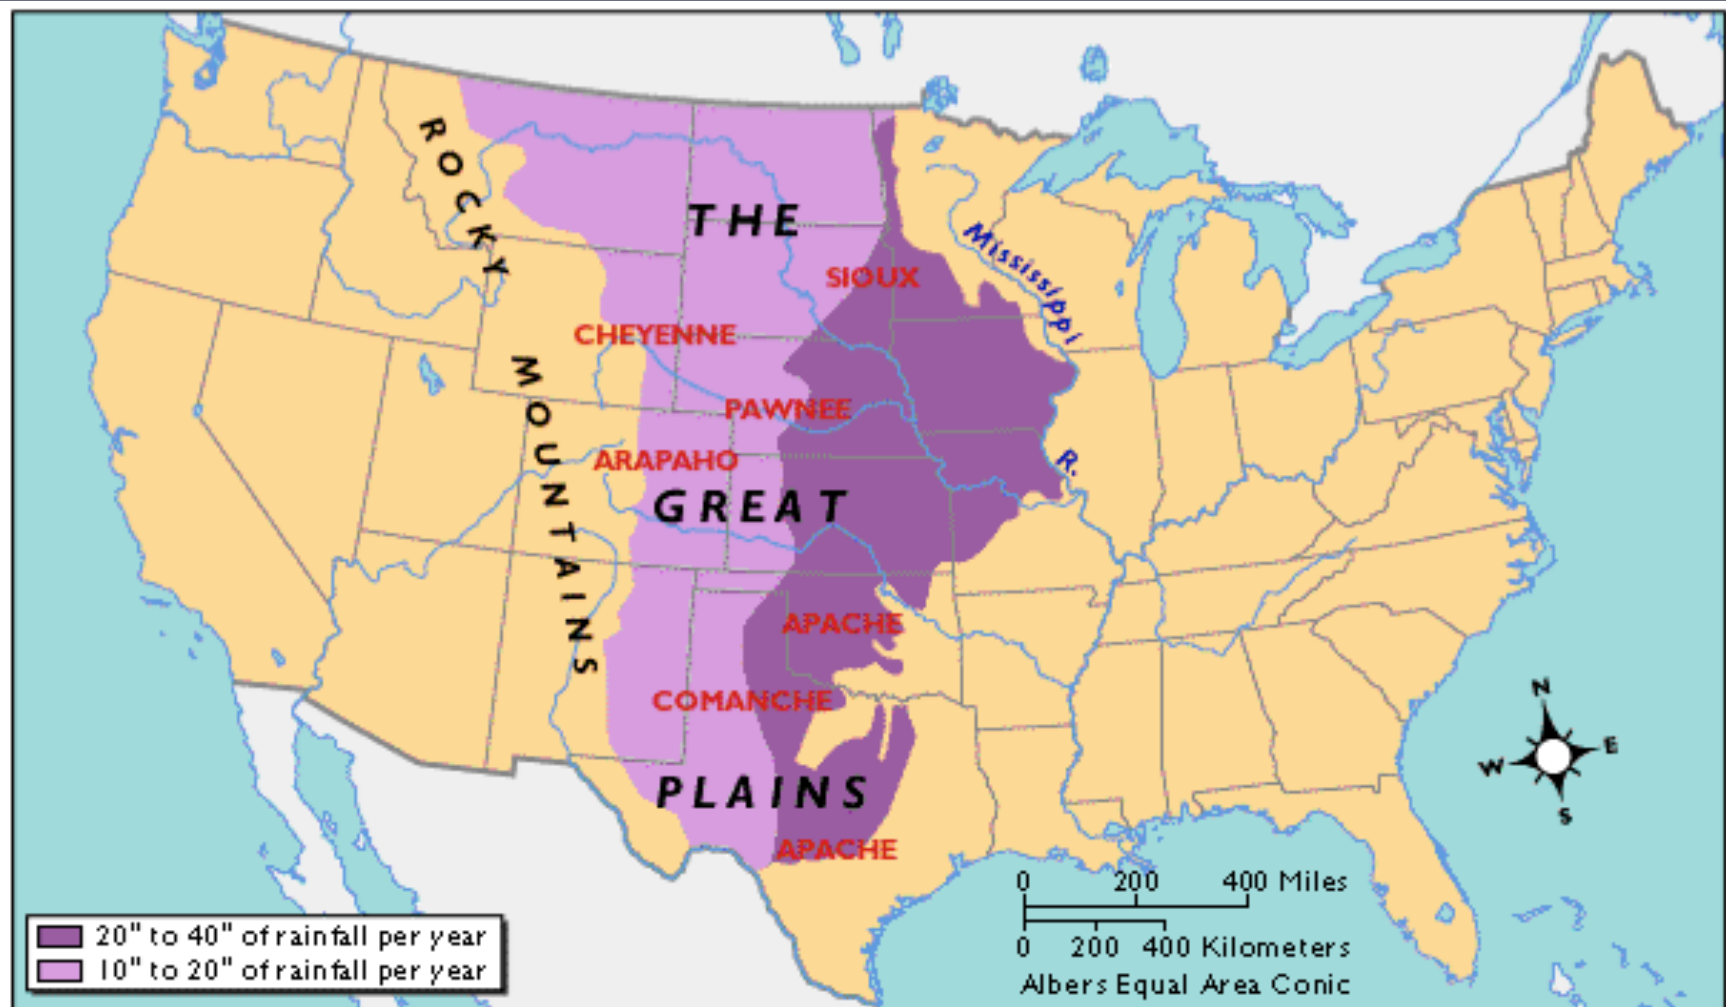 ROCKY
MOUNTAINS
THE
GREAT
PLAINS
Mississippi
R.
SIOUX
CHEYENNE
PAWNEE
ARAPAHO
APACHE
COMANCHE
APACHE
N
W E
S
0 200 400 Miles
0 200 400 Kilometers
Albers Equal Area Conic
20" to 40" of rainfall per year
10" to 20" of rainfall per year